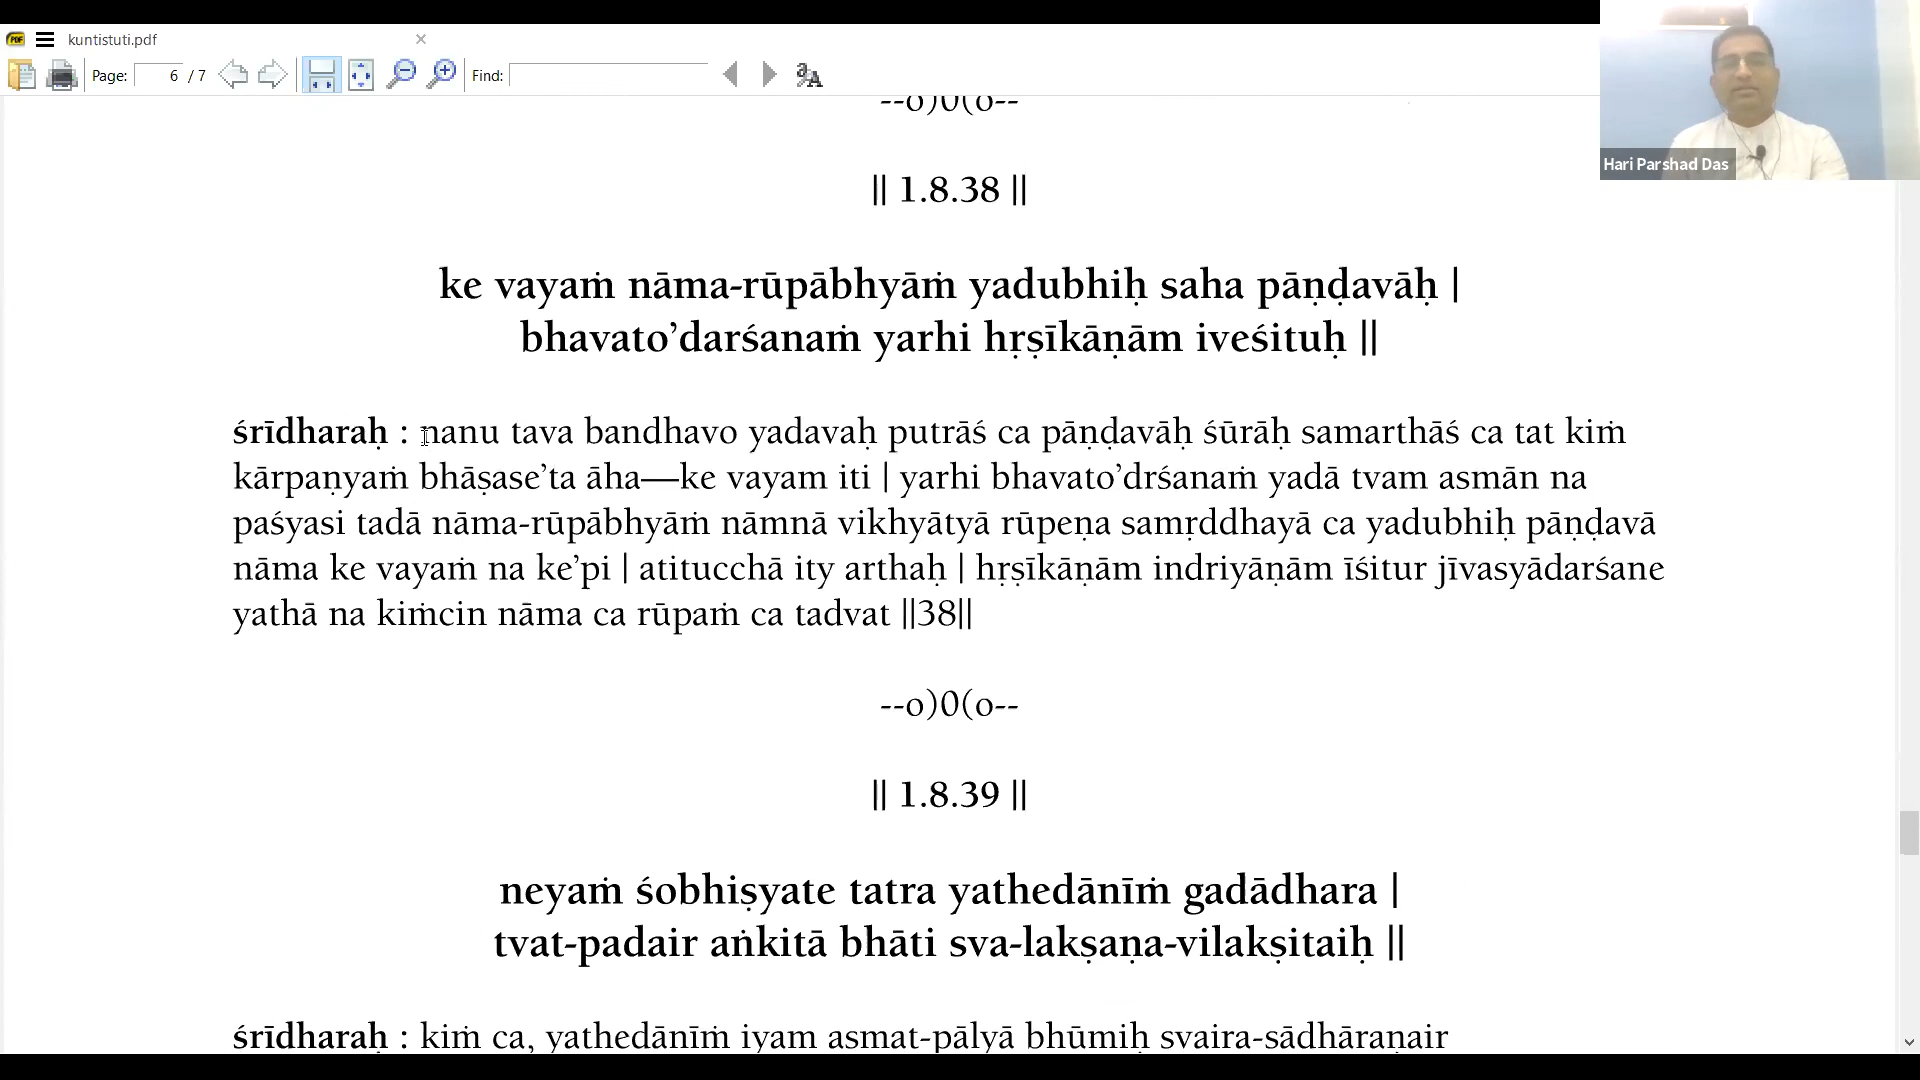 kuntistuti.pdf
Page: 6 / 7 Find:
Hari Parshad Das
--o)0(o--
|| 1.8.38 ||
ke vayaṁ nāma-rūpābhyāṁ yadubhiḥ saha pāṇḍavāḥ |
bhavato’darśanaṁ yarhi hṛṣīkāṇām iveśituḥ ||
śrīdharaḥ : nanu tava bandhavo yadavaḥ putrāś ca pāṇḍavāḥ śūrāḥ samarthāś ca tat kiṁ
kārpaṇyaṁ bhāṣase’ta āha—ke vayam iti | yarhi bhavato’drśanaṁ yadā tvam asmān na
paśyasi tadā nāma-rūpābhyāṁ nāmnā vikhyātyā rūpeṇa samṛddhayā ca yadubhiḥ pāṇḍavā
nāma ke vayaṁ na ke’pi | atitucchā ity arthaḥ | hṛṣīkāṇām indriyāṇām īśitur jīvasyādarśane
yathā na kiṁcin nāma ca rūpaṁ ca tadvat ||38||
--o)0(o--
|| 1.8.39 ||
neyaṁ śobhiṣyate tatra yathedānīṁ gadādhara |
tvat-padair aṅkitā bhāti sva-lakṣaṇa-vilakṣitaiḥ ||
śrīdharaḥ : kiṁ ca, yathedānīṁ iyam asmat-pālyā bhūmiḥ svaira-sādhāraṇair